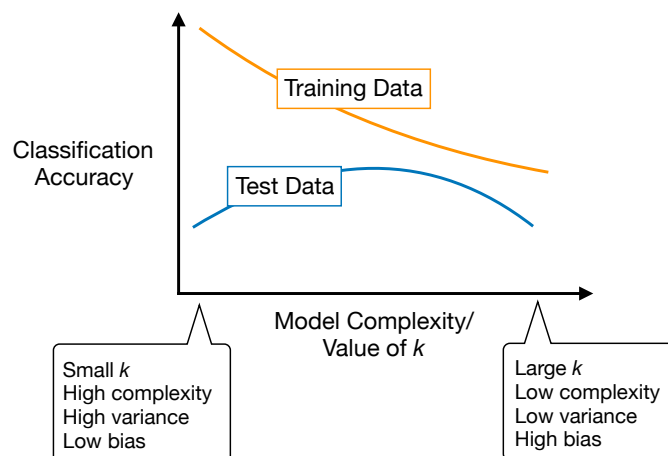 Training Data
Classification
Accuracy
Test Data
Model Complexity/
Value of k
Small k
High complexity
High variance
Low bias
Large k
Low complexity
Low variance
High bias